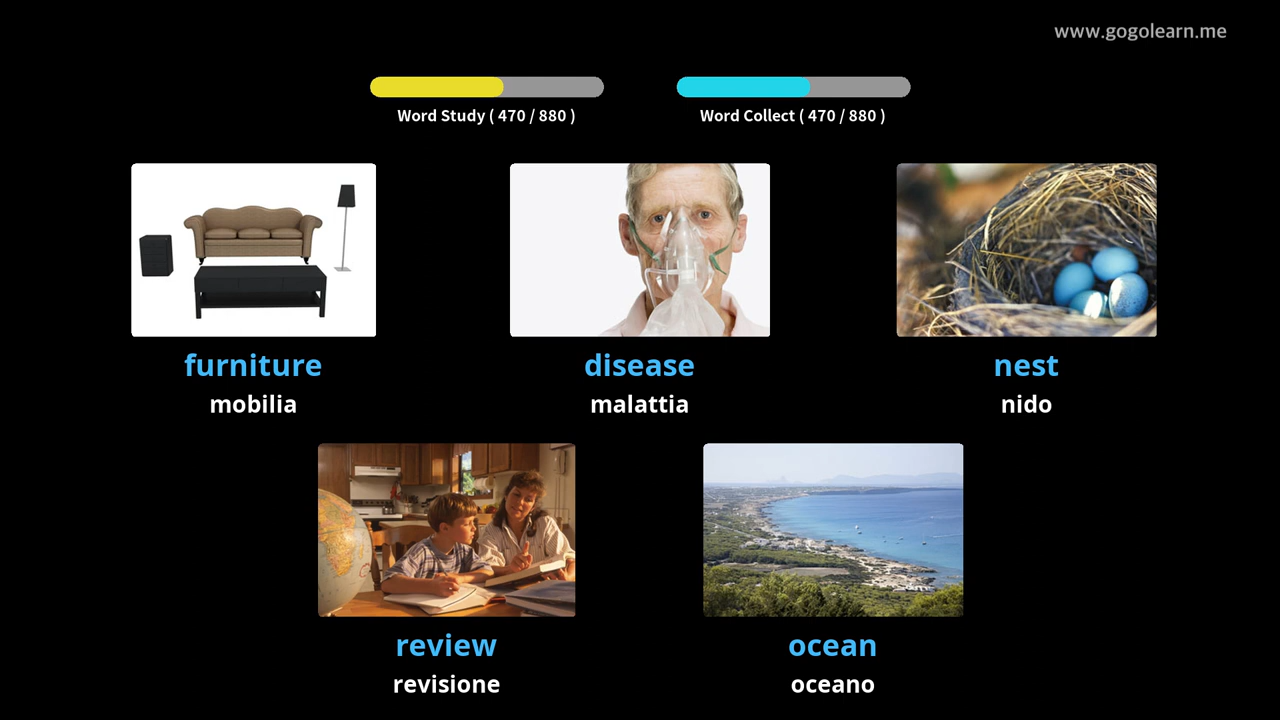 www.gogolearn.me
Word Study ( 470 / 880 )
Word Collect ( 470 / 880 )
furniture
mobilia
disease
malattia
nest
nido
review
revisione
ocean
oceano